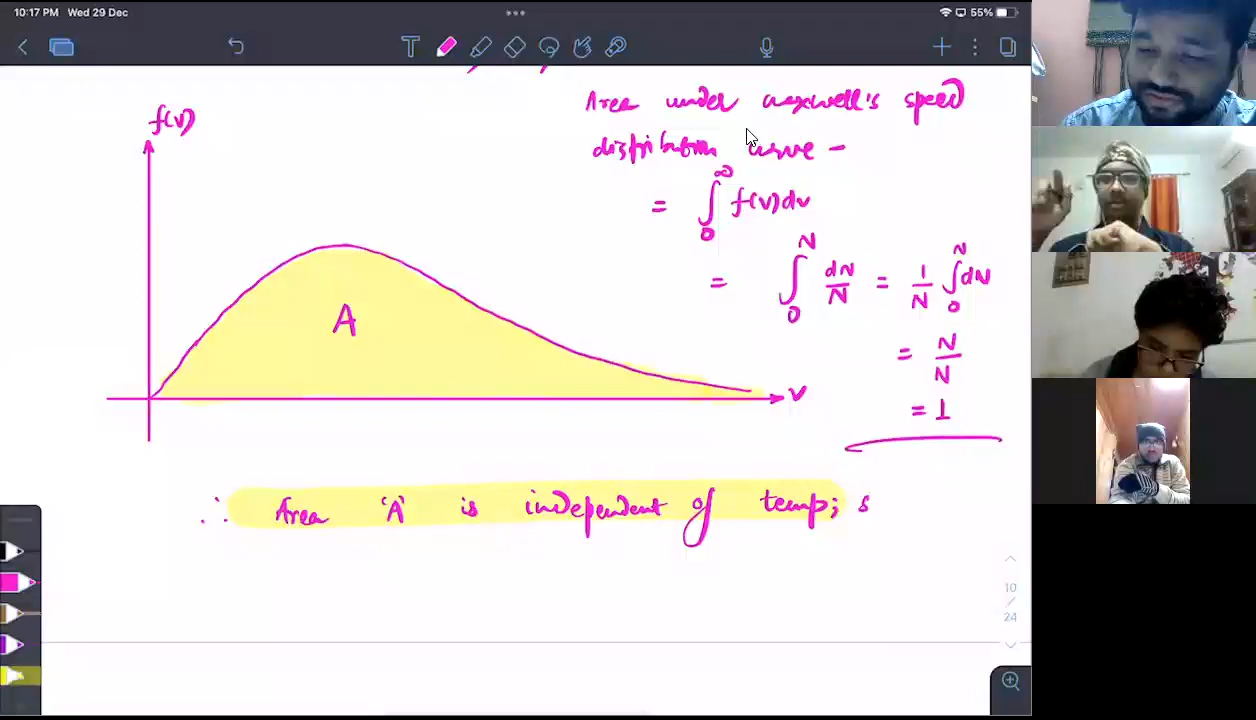 10:17 PM Wed 29 Dec
55%
T
f(v)
Area under maxwell's speed
distribution curve -
= ∫₀^∞ f(v)dv
= ∫₀^N dN/N = 1/N ∫₀^N dN
= N/N
= 1
A
v
∴ Area 'A' is independent of temp; s
10
/
24